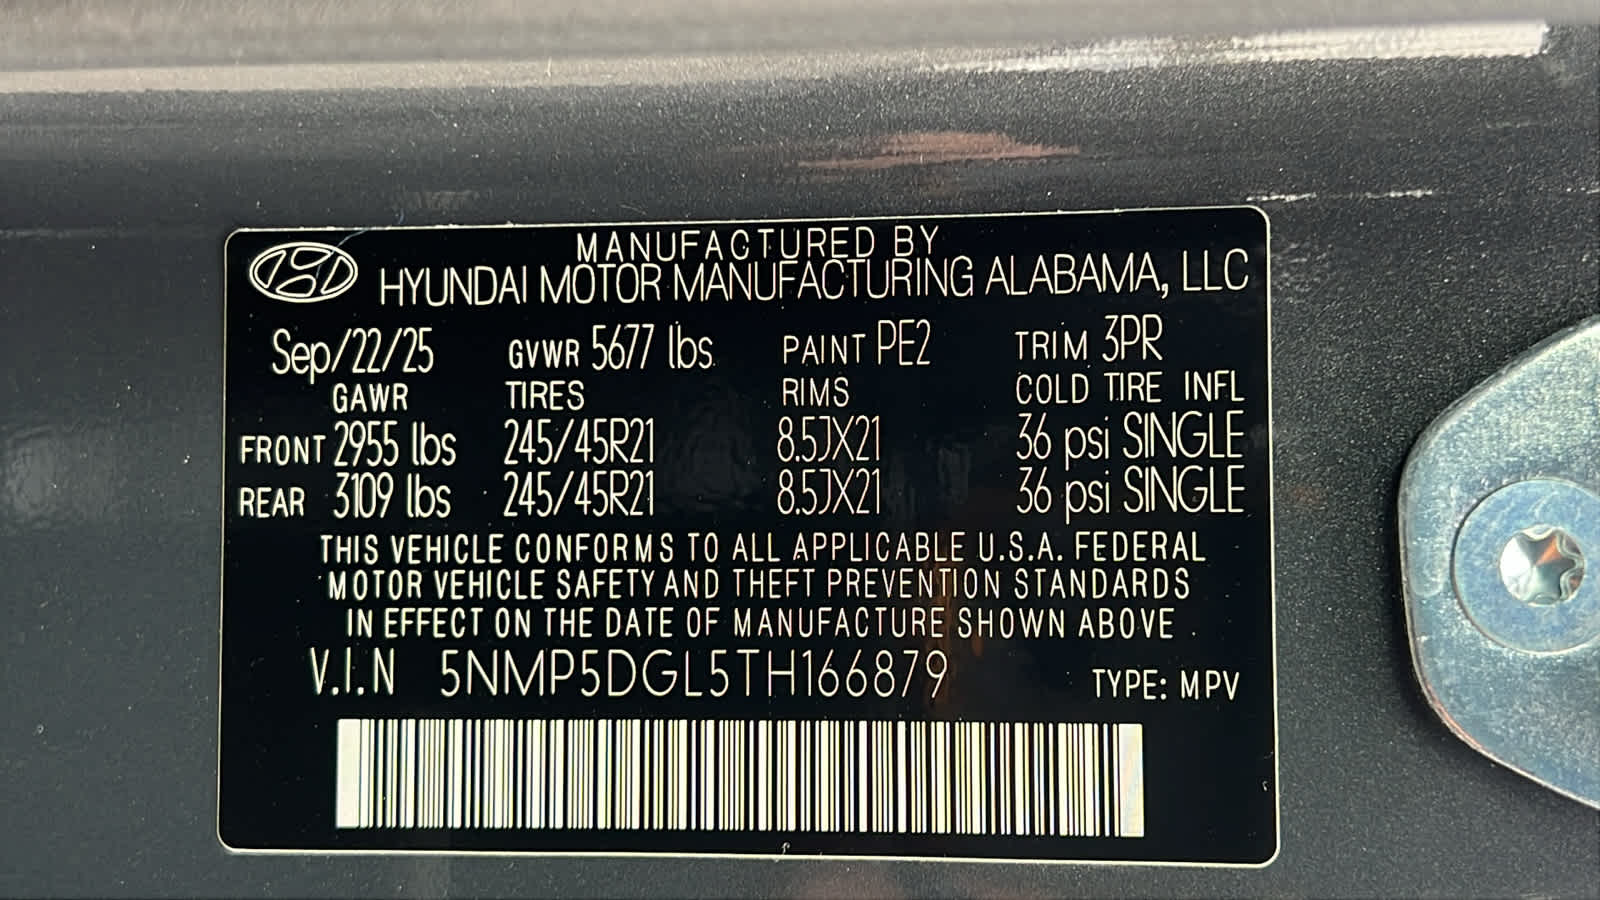 MANUFACTURED BY
HYUNDAI MOTOR MANUFACTURING ALABAMA, LLC
Sep/22/25 GVWR 5677 lbs PAINT PE2 TRIM 3PR
GAWR TIRES RIMS COLD TIRE INFL
FRONT 2955 lbs 245/45R21 8.5JX21 36 psi SINGLE
REAR 3109 lbs 245/45R21 8.5JX21 36 psi SINGLE
THIS VEHICLE CONFORMS TO ALL APPLICABLE U.S.A. FEDERAL
MOTOR VEHICLE SAFETY AND THEFT PREVENTION STANDARDS
IN EFFECT ON THE DATE OF MANUFACTURE SHOWN ABOVE
V.I.N 5NMP5DGL5TH166879 TYPE: MPV